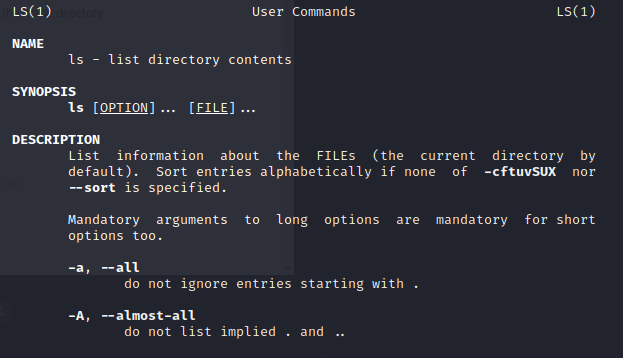 LS(1) User Commands LS(1)
NAME
ls - list directory contents
SYNOPSIS
ls [OPTION]... [FILE]...
DESCRIPTION
List information about the FILEs (the current directory by
default). Sort entries alphabetically if none of -cftuvSUX nor
--sort is specified.
Mandatory arguments to long options are mandatory for short
options too.
-a, --all
do not ignore entries starting with .
-A, --almost-all
do not list implied . and ..